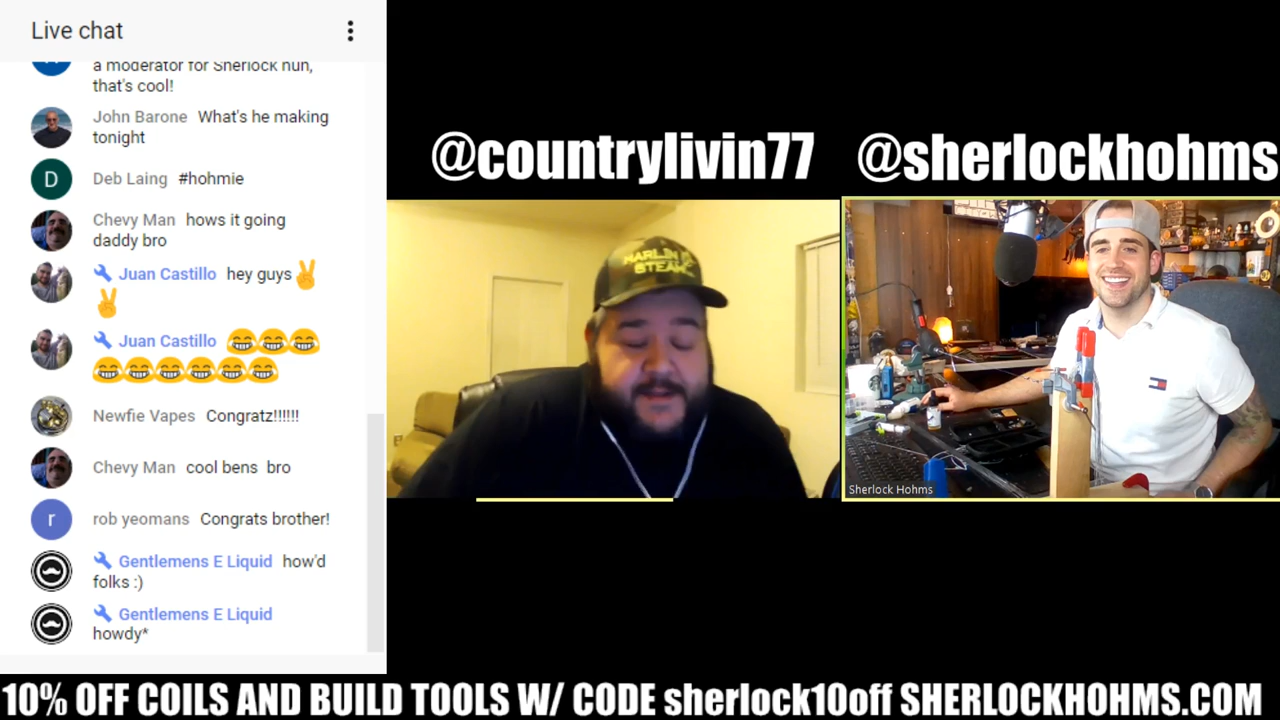 Live chat
a moderator for Sherlock huh,
that's cool!
John Barone What's he making
tonight
D
Deb Laing #hohmie
Chevy Man hows it going
daddy bro
Juan Castillo hey guys✌️
✌️
Juan Castillo 😂😂😂
😂😂😂😂😂😂
Newfie Vapes Congratz!!!!!!
Chevy Man cool bens bro
r
rob yeomans Congrats brother!
Gentlemens E Liquid how'd
folks :)
Gentlemens E Liquid
howdy*
@countrylivin77
@sherlockhohms
HARLIN
STEAM
Sherlock Hohms
10% OFF COILS AND BUILD TOOLS W/ CODE sherlock10off SHERLOCKHOHMS.COM